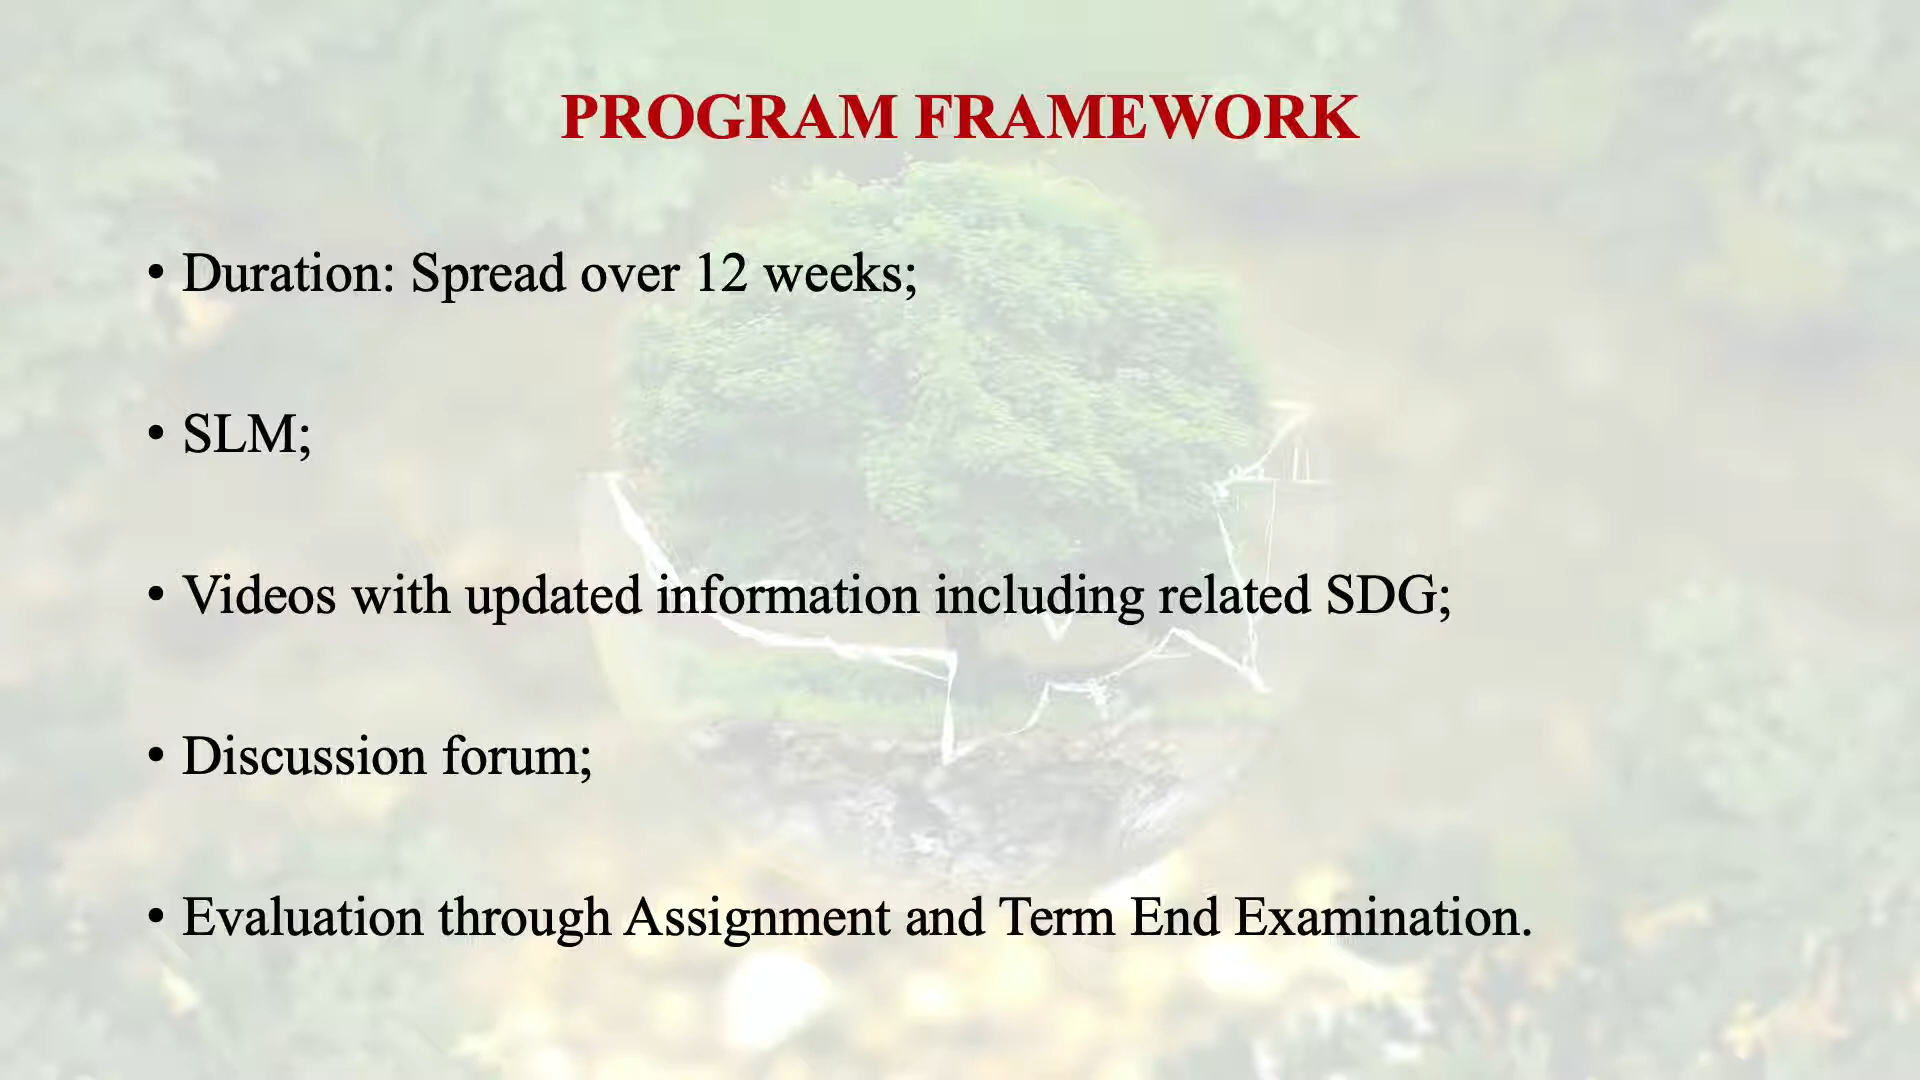 PROGRAM FRAMEWORK
• Duration: Spread over 12 weeks;
• SLM;
• Videos with updated information including related SDG;
• Discussion forum;
• Evaluation through Assignment and Term End Examination.